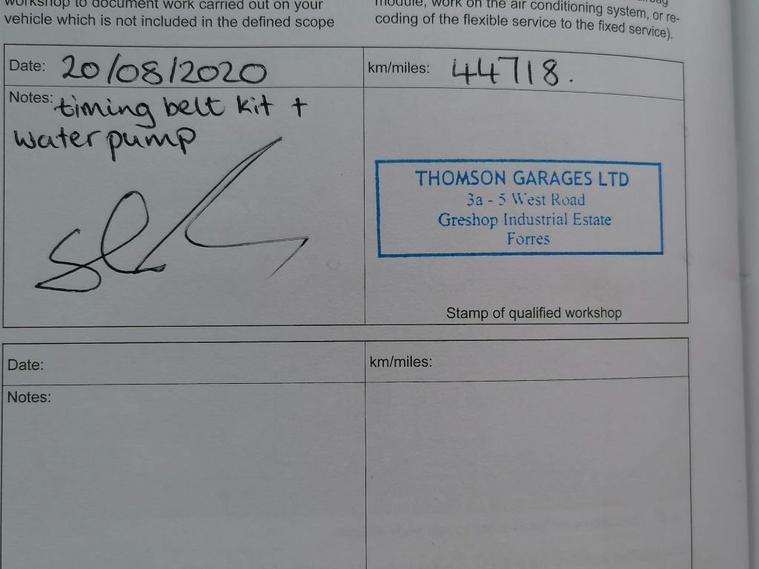 workshop to document work carried out on your
vehicle which is not included in the defined scope
module, work on the air conditioning system, or re-
coding of the flexible service to the fixed service).
Date: 20/08/2020
km/miles: 44718.
Notes: timing belt kit +
water pump
THOMSON GARAGES LTD
3a - 5 West Road
Greshop Industrial Estate
Forres
Stamp of qualified workshop
Date:
km/miles:
Notes: